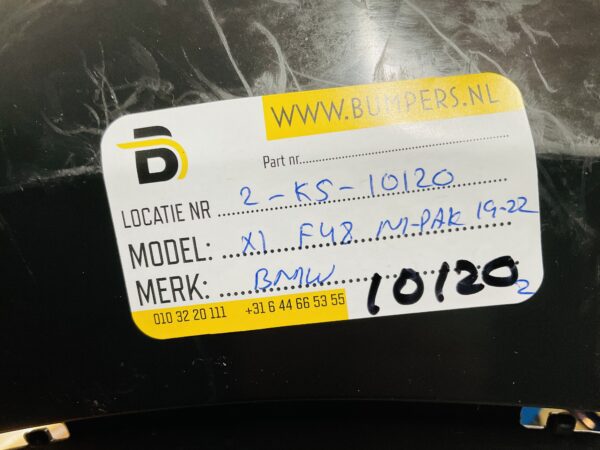 WWW.BUMPERS.NL
B
Part nr.
LOCATIE NR 2-KS-10120
MODEL: X1 F48 M-PAK 19-22
MERK: BMW
10120 2
010 32 20 111 +31 6 44 66 53 55